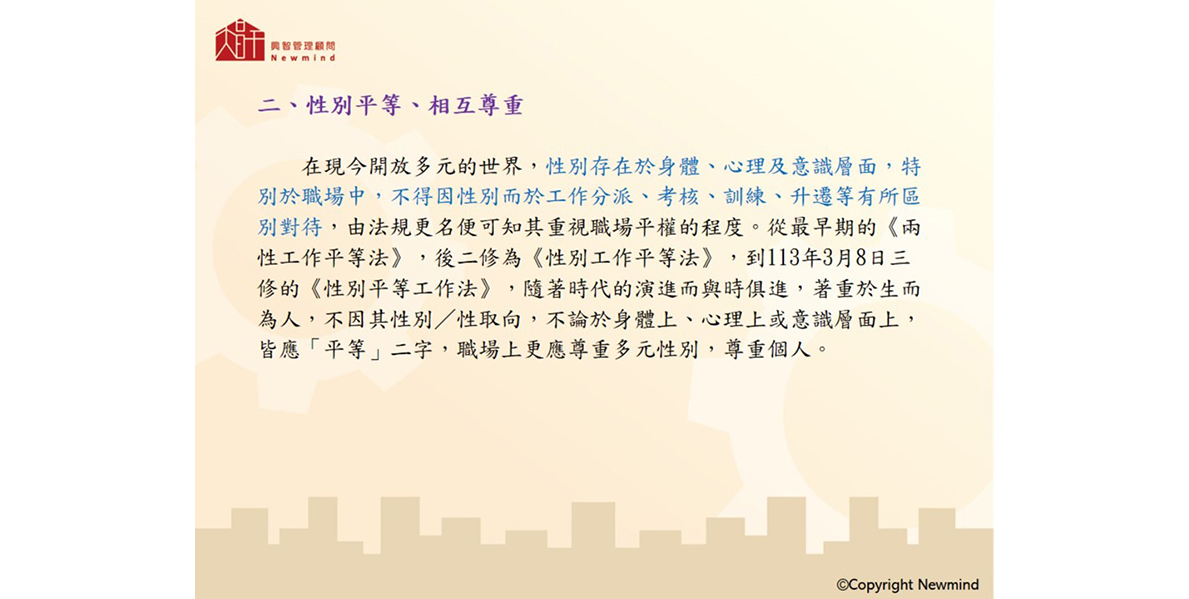 興智管理顧問
Newmind
二、性別平等、相互尊重
在現今開放多元的世界，性別存在於身體、心理及意識層面，特
別於職場中，不得因性別而於工作分派、考核、訓練、升遷等有所區
別對待，由法規更名便可知其重視職場平權的程度。從最早期的《兩
性工作平等法》，後二修為《性別工作平等法》，到113年3月8日三
修的《性別平等工作法》，隨著時代的演進而與時俱進，著重於生而
為人，不因其性別／性取向，不論於身體上、心理上或意識層面上，
皆應「平等」二字，職場上更應尊重多元性別，尊重個人。
©Copyright Newmind